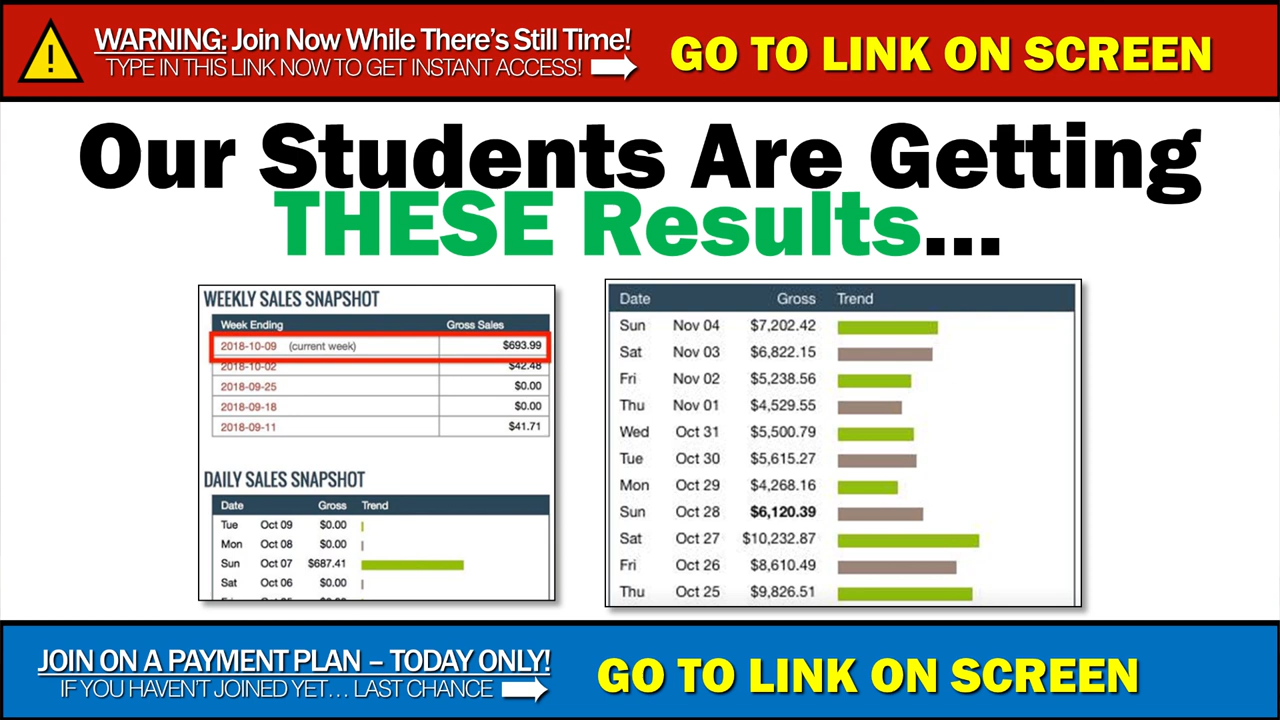 WARNING: Join Now While There's Still Time!
TYPE IN THIS LINK NOW TO GET INSTANT ACCESS!
GO TO LINK ON SCREEN
Our Students Are Getting
THESE Results...
WEEKLY SALES SNAPSHOT
Week Ending Gross Sales
2018-10-09 (current week) $693.99
2018-10-02 $42.48
2018-09-25 $0.00
2018-09-18 $0.00
2018-09-11 $41.71
DAILY SALES SNAPSHOT
Date Gross Trend
Tue Oct 09 $0.00
Mon Oct 08 $0.00
Sun Oct 07 $687.41
Sat Oct 06 $0.00
Date Gross Trend
Sun Nov 04 $7,202.42
Sat Nov 03 $6,822.15
Fri Nov 02 $5,238.56
Thu Nov 01 $4,529.55
Wed Oct 31 $5,500.79
Tue Oct 30 $5,615.27
Mon Oct 29 $4,268.16
Sun Oct 28 $6,120.39
Sat Oct 27 $10,232.87
Fri Oct 26 $8,610.49
Thu Oct 25 $9,826.51
JOIN ON A PAYMENT PLAN – TODAY ONLY!
IF YOU HAVEN'T JOINED YET... LAST CHANCE
GO TO LINK ON SCREEN